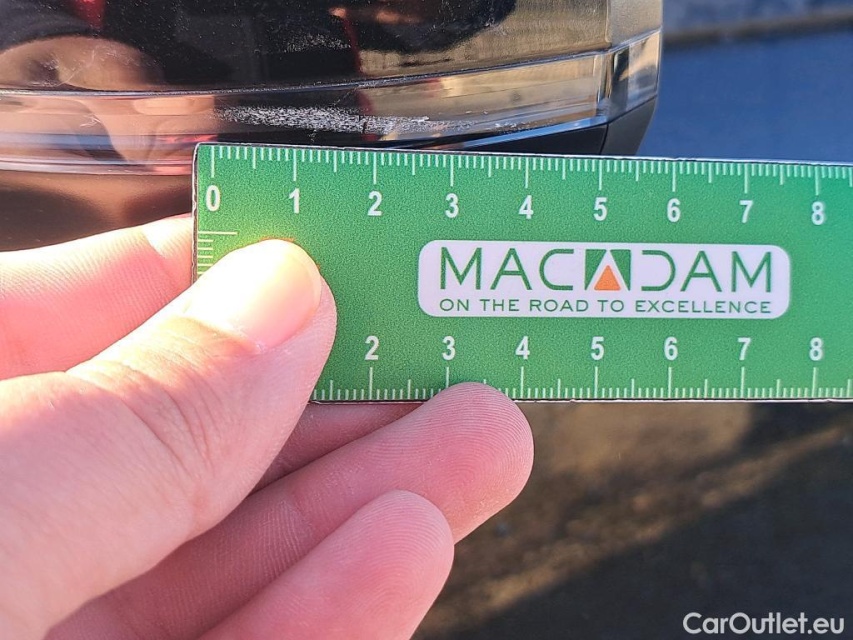 0 1 2 3 4 5 6 7 8
MACADAM
ON THE ROAD TO EXCELLENCE
2 3 4 5 6 7 8
CarOutlet.eu